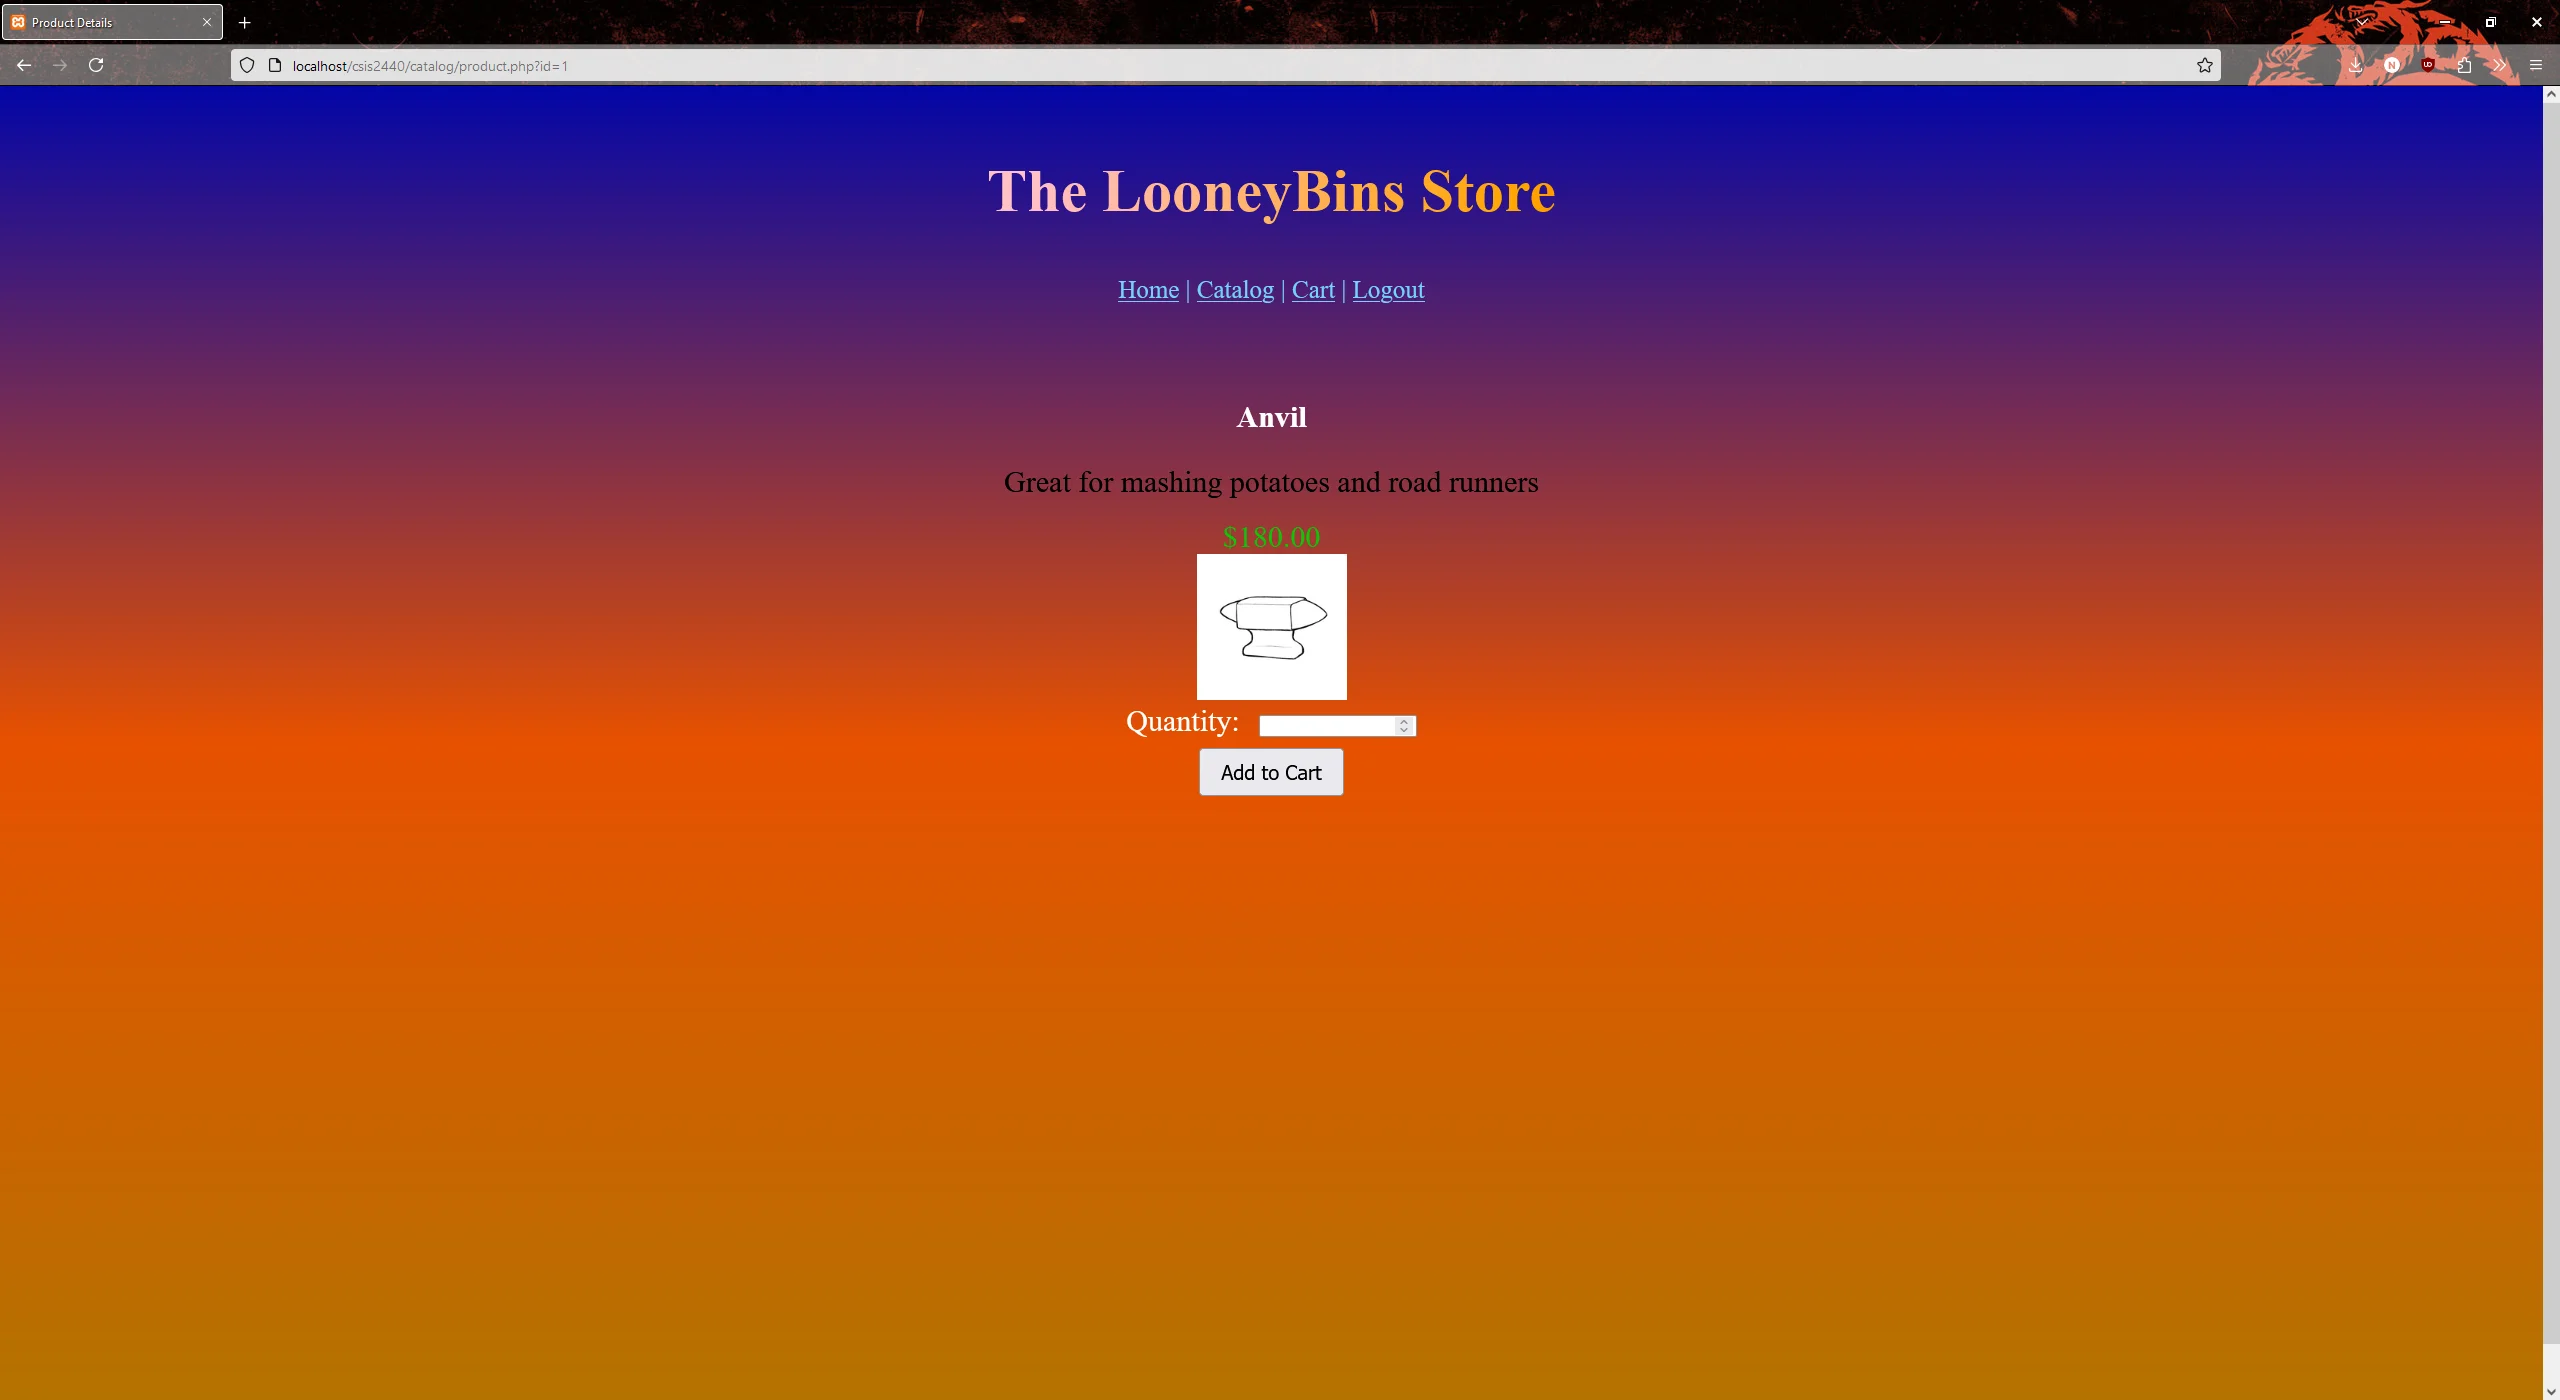 Product Details
localhost/csis2440/catalog/product.php?id=1
The LooneyBins Store
Home | Catalog | Cart | Logout
Anvil
Great for mashing potatoes and road runners
$180.00
Quantity:
Add to Cart